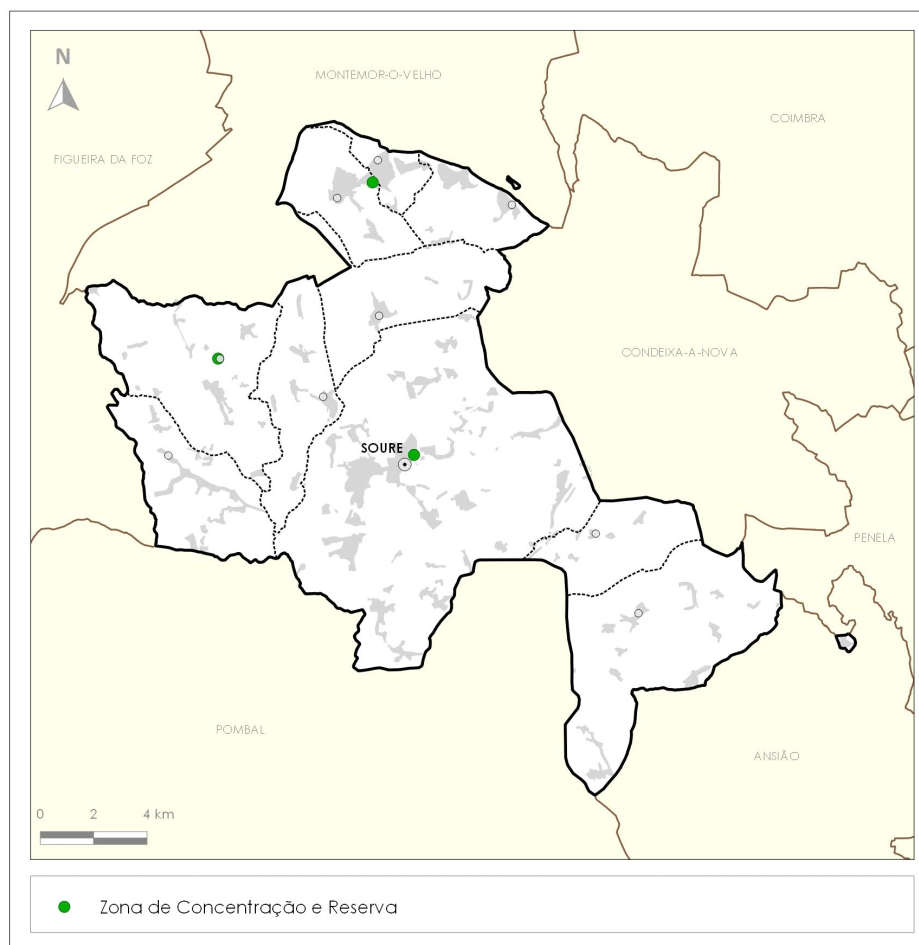 N
MONTEMOR-O-VELHO
COIMBRA
FIGUEIRA DA FOZ
CONDEIXA-A-NOVA
SOURE
PENELA
POMBAL
ANSIÃO
0 2 4 km
Zona de Concentração e Reserva